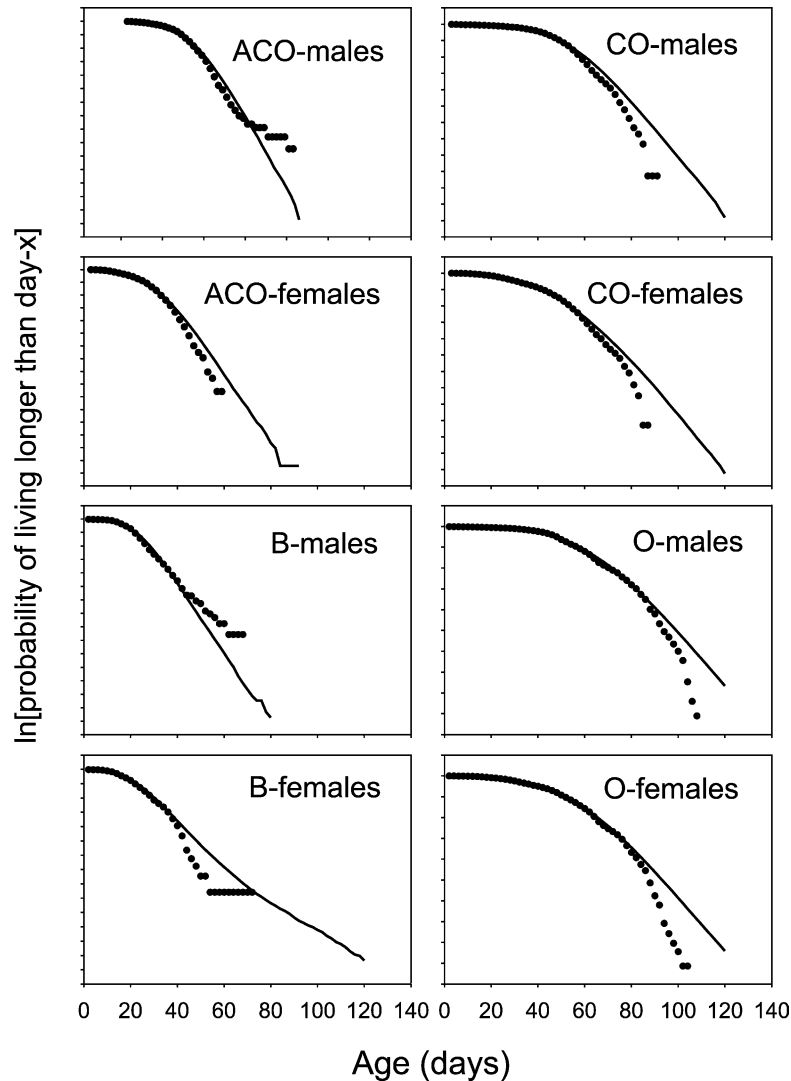 ACO-males
CO-males
ACO-females
CO-females
B-males
O-males
B-females
O-females
ln[probability of living longer than day-x]
0 20 40 60 80 100 120
0 20 40 60 80 100 120 140
Age (days)